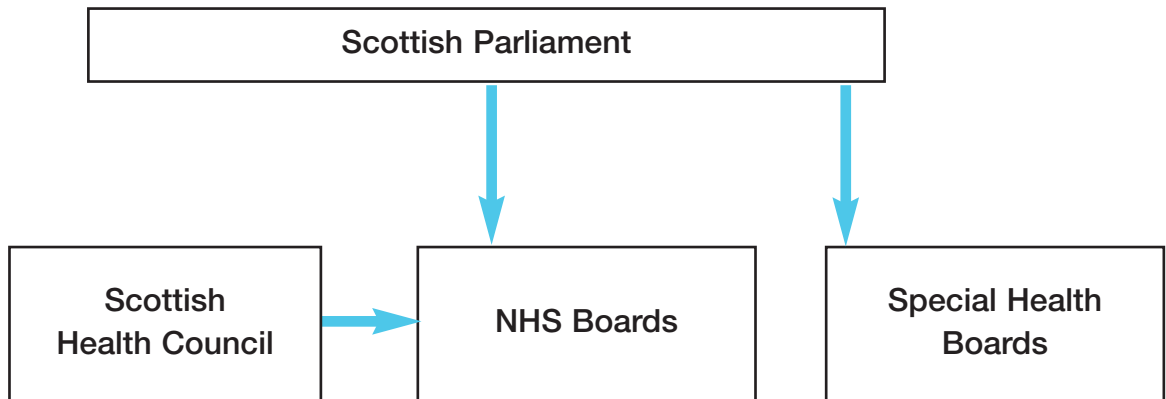 Scottish Parliament
Scottish
Health Council
NHS Boards
Special Health
Boards